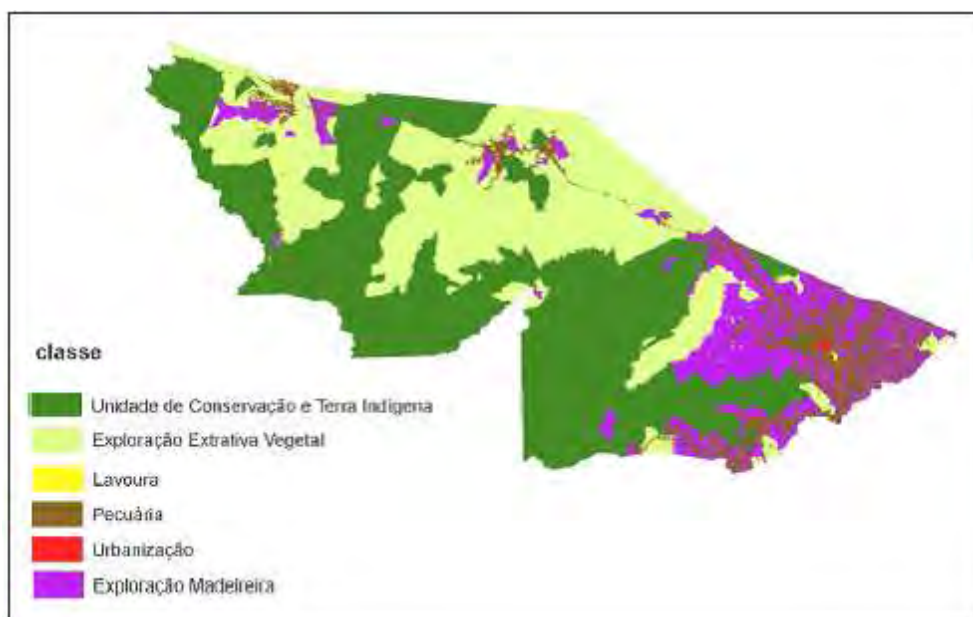 classe
Unidade de Conservação e Terra Indígena
Exploração Extrativa Vegetal
Lavoura
Pecuária
Urbanização
Exploração Madeireira